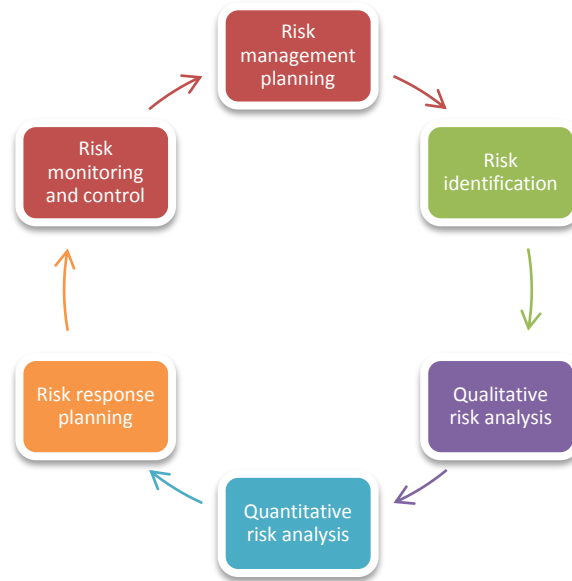 Risk
management
planning
Risk
identification
Qualitative
risk analysis
Quantitative
risk analysis
Risk response
planning
Risk
monitoring
and control